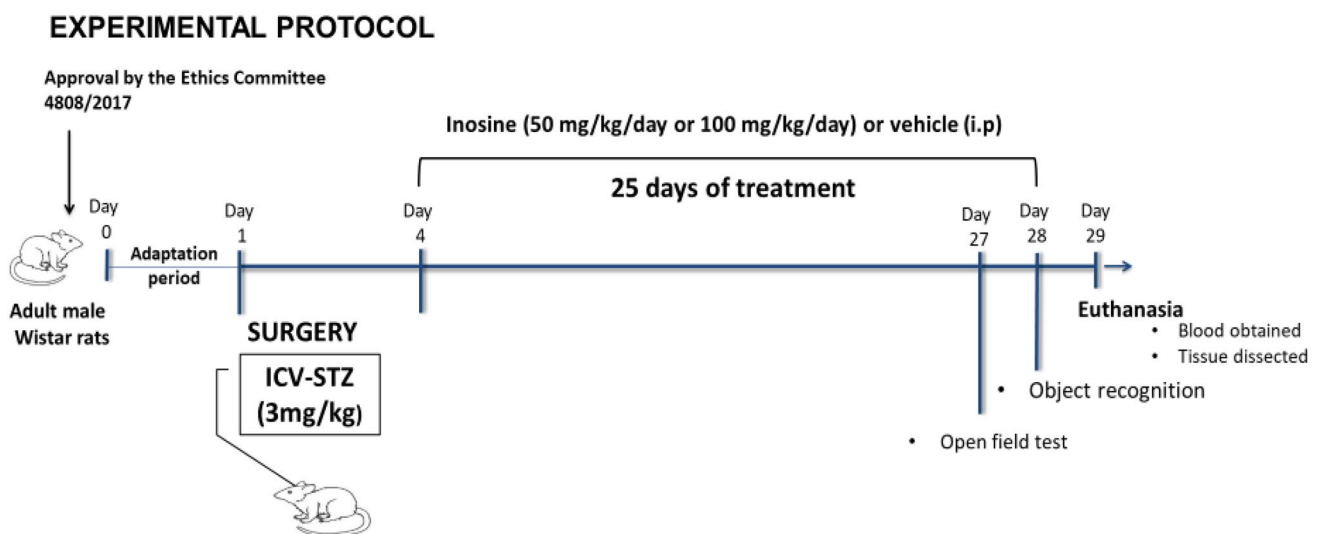 EXPERIMENTAL PROTOCOL
Approval by the Ethics Committee
4808/2017
Inosine (50 mg/kg/day or 100 mg/kg/day) or vehicle (i.p)
25 days of treatment
Day
0
Day
1
Day
4
Day
27
Day
28
Day
29
Adaptation
period
Adult male
Wistar rats
SURGERY
ICV-STZ
(3mg/kg)
Euthanasia
• Blood obtained
• Tissue dissected
• Object recognition
• Open field test